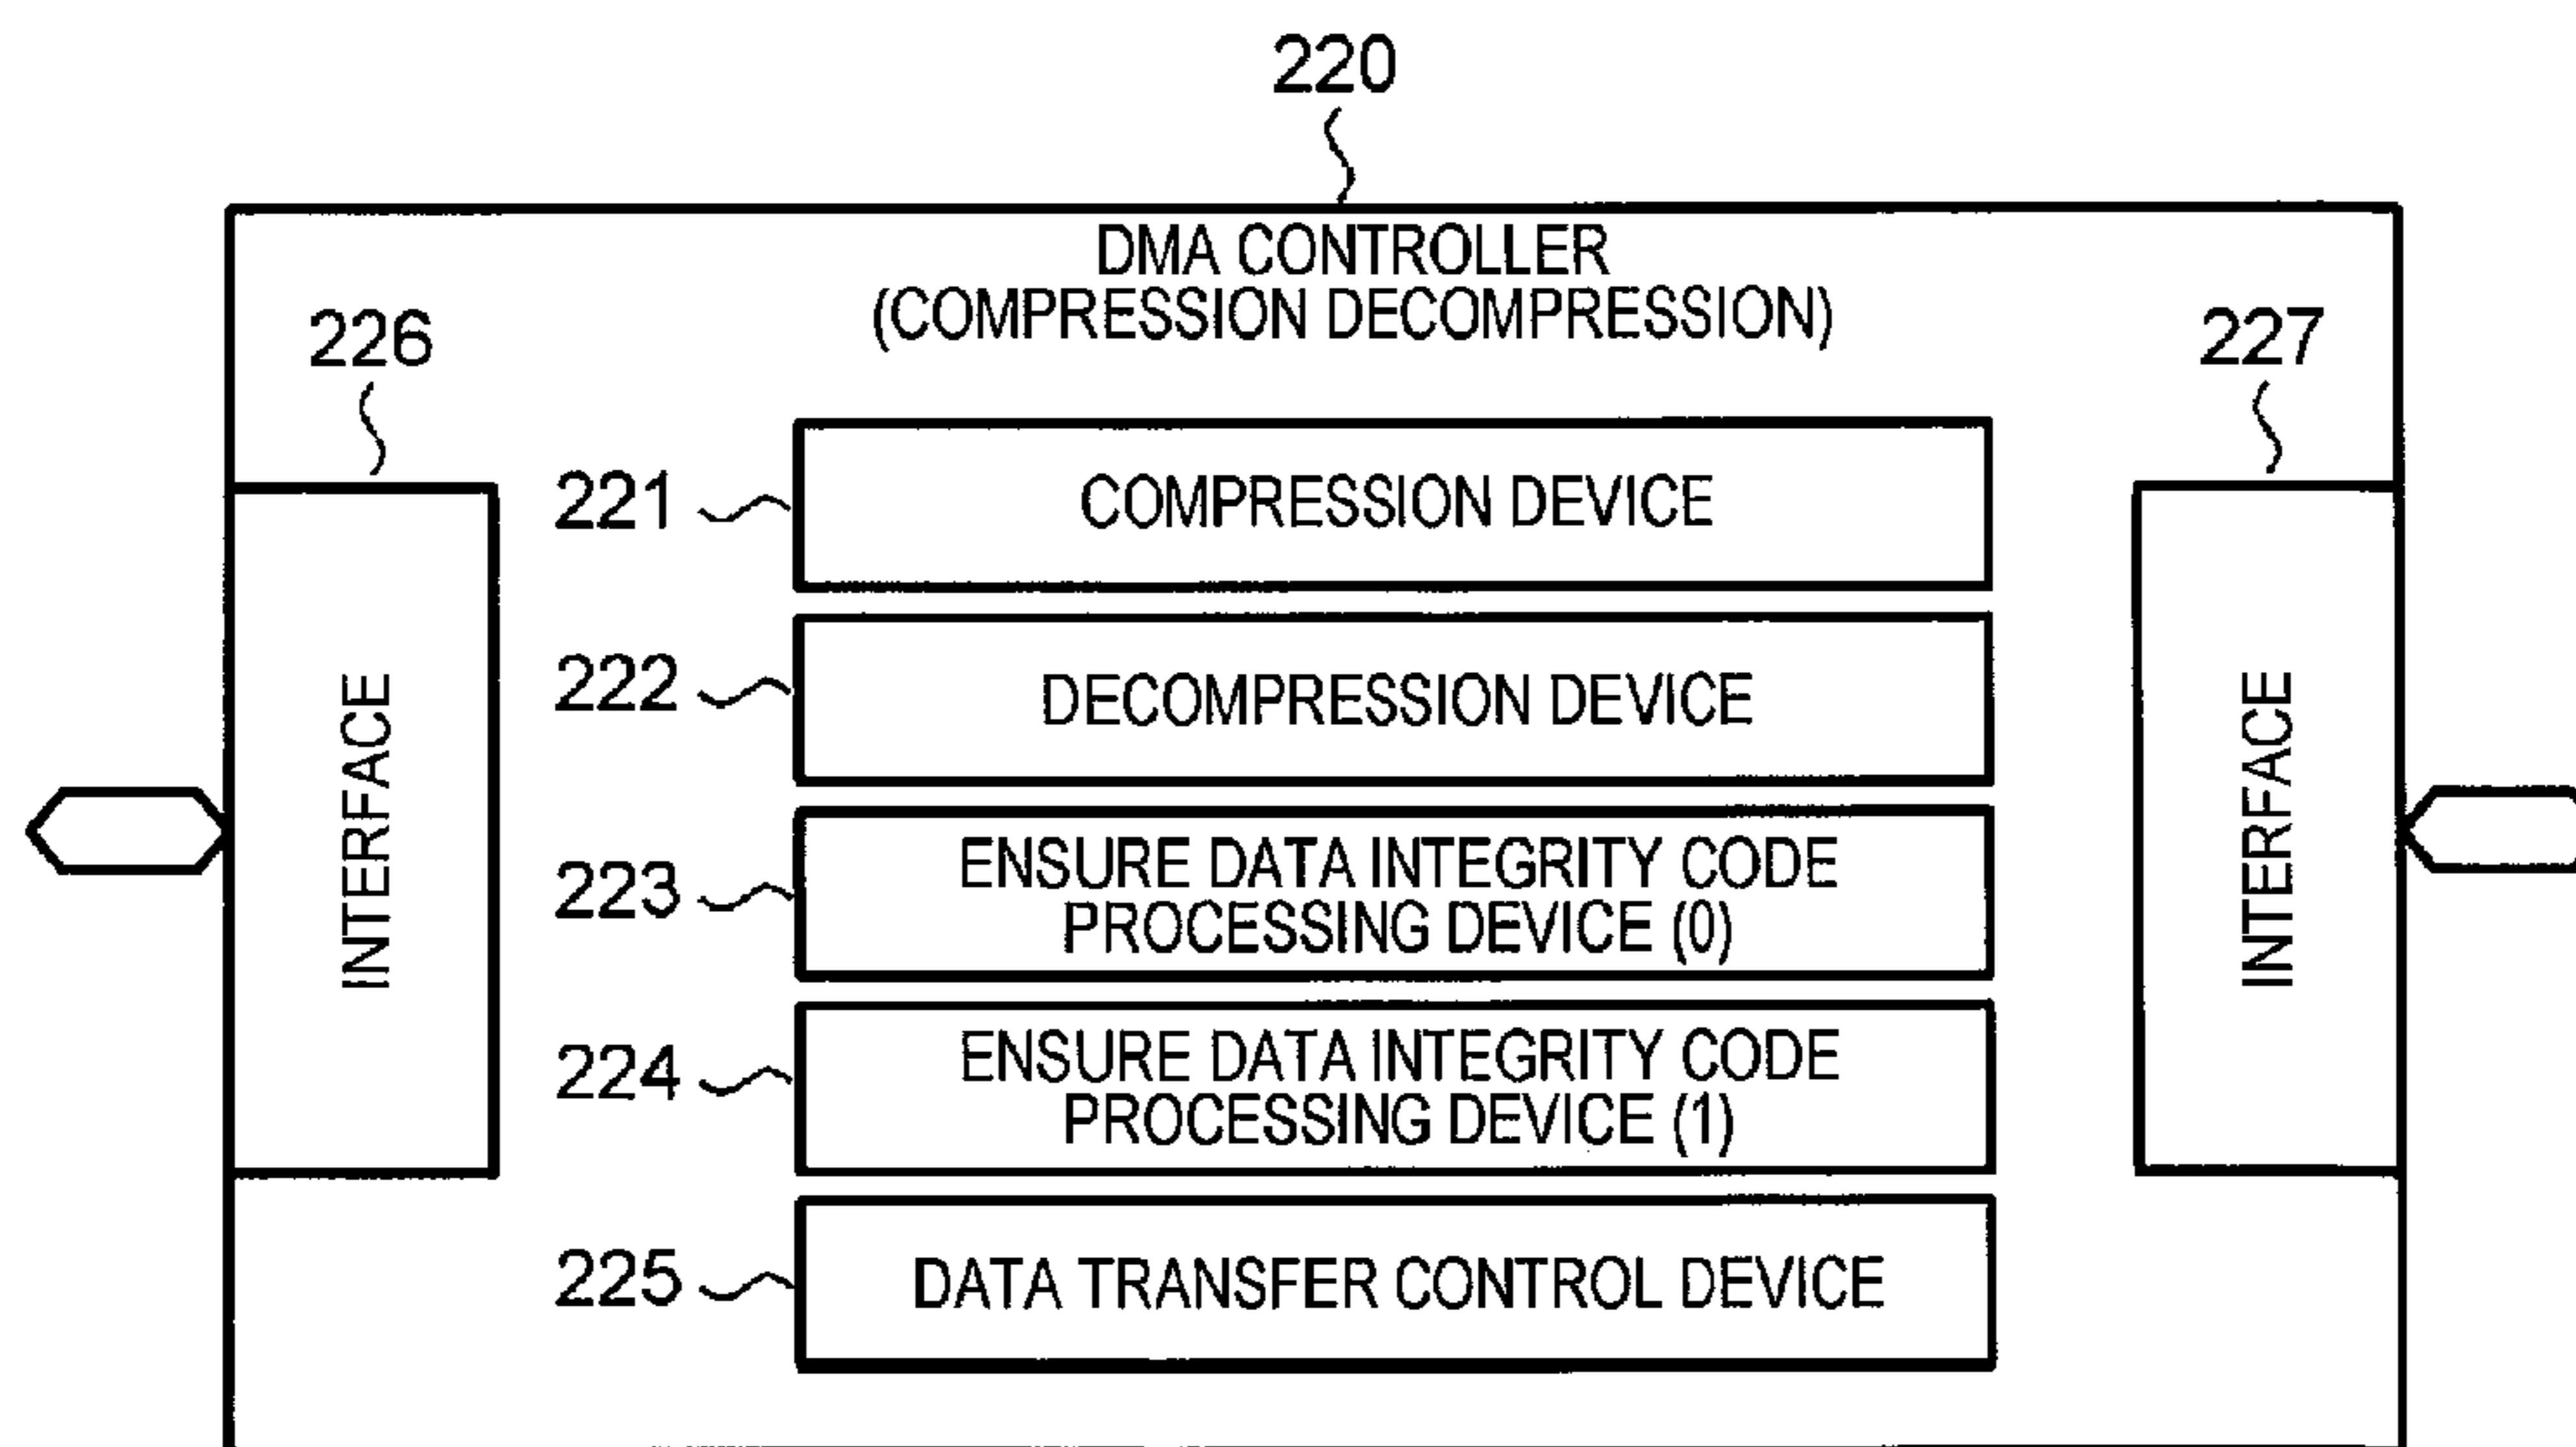 220
DMA CONTROLLER
(COMPRESSION DECOMPRESSION)
226
227
221
COMPRESSION DEVICE
222
DECOMPRESSION DEVICE
INTERFACE
INTERFACE
223
ENSURE DATA INTEGRITY CODE
PROCESSING DEVICE (0)
224
ENSURE DATA INTEGRITY CODE
PROCESSING DEVICE (1)
225
DATA TRANSFER CONTROL DEVICE